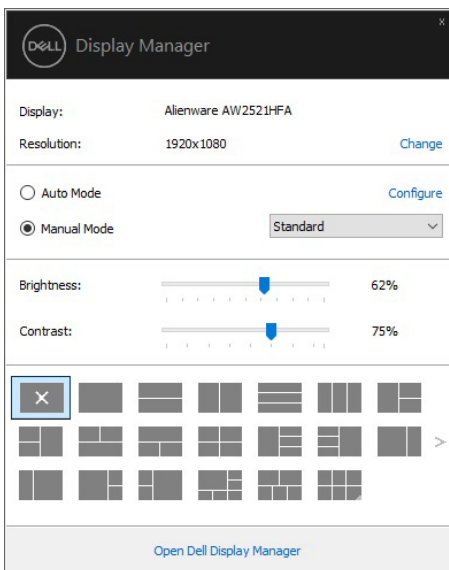 x
DELL Display Manager
Display: Alienware AW2521HFA
Resolution: 1920x1080 Change
Auto Mode Configure
Manual Mode Standard
Brightness: 62%
Contrast: 75%
Open Dell Display Manager